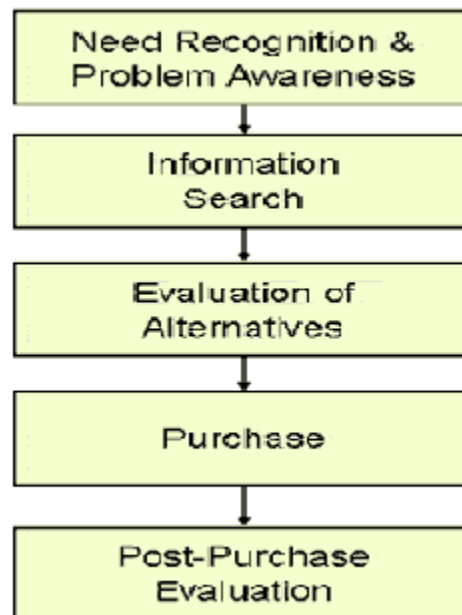 Need Recognition &
Problem Awareness
Information
Search
Evaluation of
Alternatives
Purchase
Post-Purchase
Evaluation